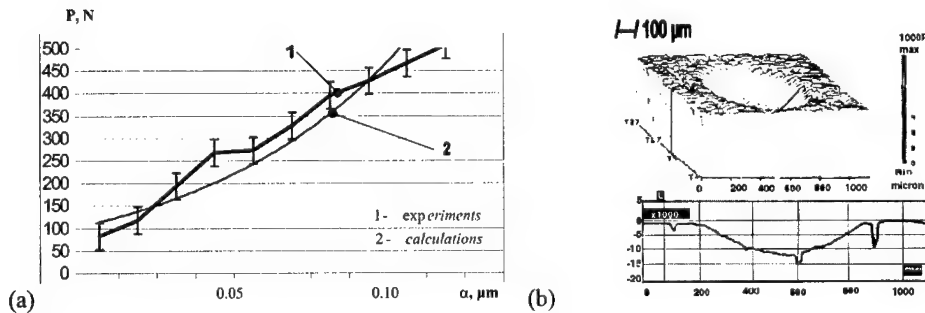 P, N
500
450
400
350
300
250
200
150
100
50
0
1
2
1- experiments
2 - calculations
0.05
0.10
α, μm
(a)
100 μm
max
min
micron
0 200 400 600 800 1000
5
0
-5
-10
-15
-20
x1000
0 200 400 600 800 1000
(b)